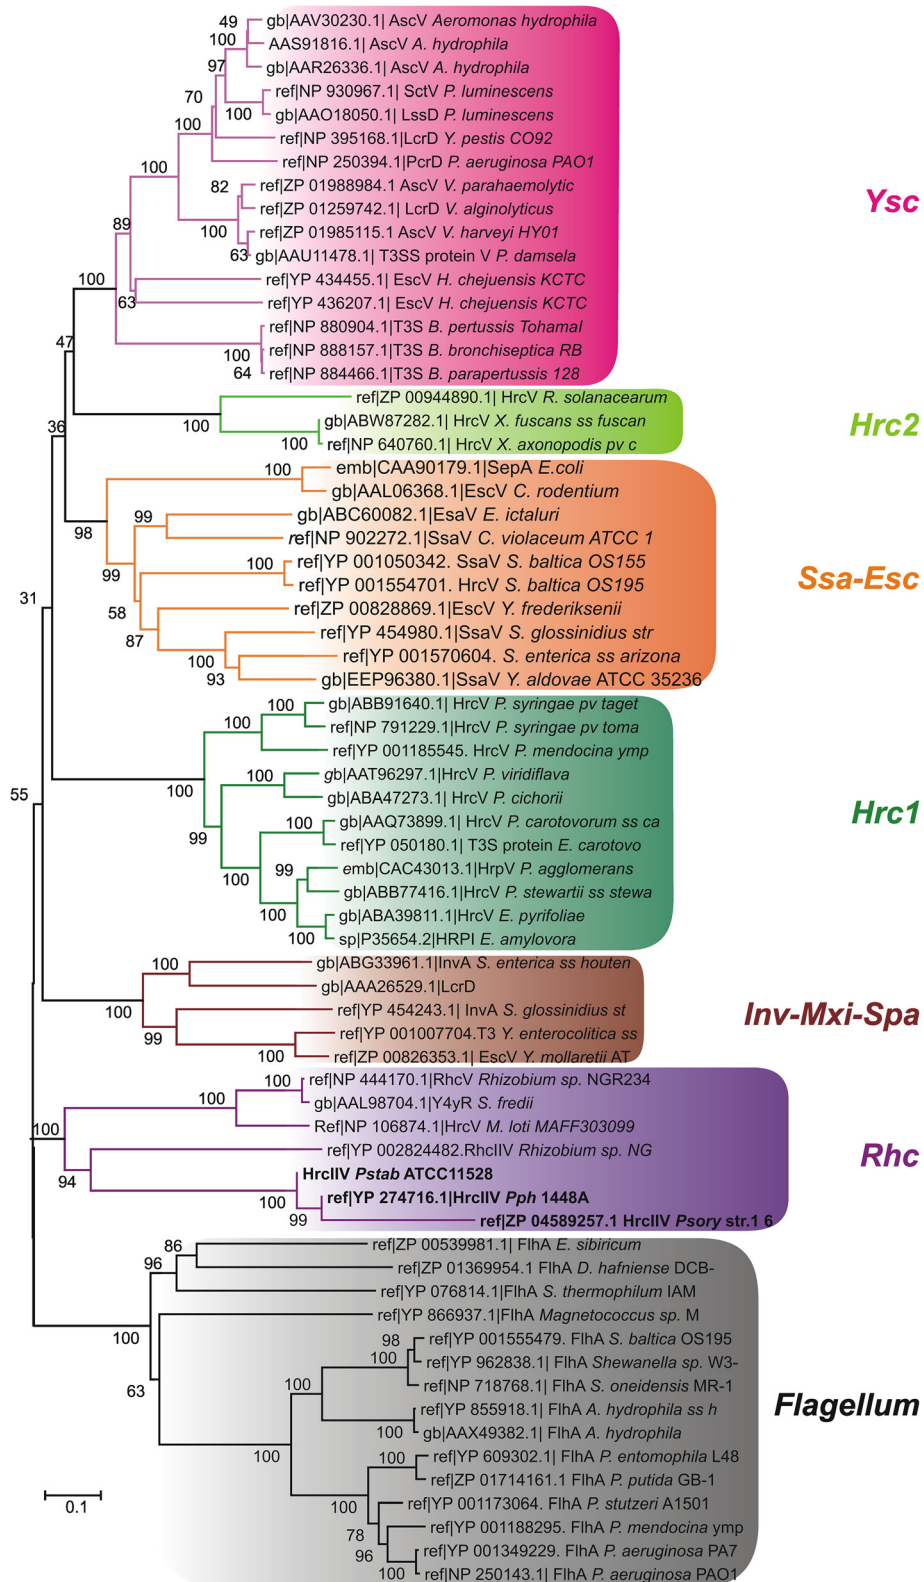 49
gb|AAV30230.1| AscV Aeromonas hydrophila
100
AAS91816.1| AscV A. hydrophila
97
gb|AAR26336.1| AscV A. hydrophila
ref|NP 930967.1| SctV P. luminescens
70
100
gb|AAO18050.1| LssD P. luminescens
100
ref|NP 395168.1|LcrD Y. pestis CO92
ref|NP 250394.1|PcrD P. aeruginosa PAO1
100
82
ref|ZP 01988984.1 AscV V. parahaemolytic
Ysc
ref|ZP 01259742.1| LcrD V. alginolyticus
89
100
ref|ZP 01985115.1 AscV V. harveyi HY01
63
gb|AAU11478.1| T3SS protein V P. damsela
100
ref|YP 434455.1| EscV H. chejuensis KCTC
63
ref|YP 436207.1| EscV H. chejuensis KCTC
ref|NP 880904.1|T3S B. pertussis TohamaI
47
100
ref|NP 888157.1|T3S B. bronchiseptica RB
64
ref|NP 884466.1|T3S B. parapertussis 128
ref|ZP 00944890.1| HrcV R. solanacearum
36
100
gb|ABW87282.1| HrcV X. fuscans ss fuscan
Hrc2
100
ref|NP 640760.1| HrcV X. axonopodis pv c
100
emb|CAA90179.1|SepA E.coli
gb|AAL06368.1|EscV C. rodentium
98
99
gb|ABC60082.1|EsaV E. ictaluri
ref|NP 902272.1|SsaV C. violaceum ATCC 1
99
100
ref|YP 001050342. SsaV S. baltica OS155
Ssa-Esc
ref|YP 001554701. HrcV S. baltica OS195
31
58
ref|ZP 00828869.1|EscV Y. frederiksenii
87
ref|YP 454980.1|SsaV S. glossinidius str
100
ref|YP 001570604. S. enterica ss arizona
93
gb|EEP96380.1|SsaV Y. aldovae ATCC 35236
100
gb|ABB91640.1| HrcV P. syringae pv taget
100
ref|NP 791229.1|HrcV P. syringae pv toma
ref|YP 001185545. HrcV P. mendocina ymp
100
100
gb|AAT96297.1|HrcV P. viridiflava
55
gb|ABA47273.1| HrcV P. cichorii
Hrc1
99
100
gb|AAQ73899.1| HrcV P. carotovorum ss ca
ref|YP 050180.1| T3S protein E. carotovo
100
99
emb|CAC43013.1|HrpV P. agglomerans
gb|ABB77416.1|HrcV P. stewartii ss stewa
100
gb|ABA39811.1|HrcV E. pyrifoliae
100
sp|P35654.2|HRPI E. amylovora
100
gb|ABG33961.1|InvA S. enterica ss houten
gb|AAA26529.1|LcrD
100
ref|YP 454243.1| InvA S. glossinidius st
Inv-Mxi-Spa
99
ref|YP 001007704.T3 Y. enterocolitica ss
100
ref|ZP 00826353.1| EscV Y. mollaretii AT
100
ref|NP 444170.1|RhcV Rhizobium sp. NGR234
100
gb|AAL98704.1|Y4yR S. fredii
100
Ref|NP 106874.1|HrcV M. loti MAFF303099
ref|YP 002824482.RhcIIV Rhizobium sp. NG
Rhc
94
HrcIIV Pstab ATCC11528
100
ref|YP 274716.1|HrcIIV Pph 1448A
99
ref|ZP 04589257.1 HrcIIV Psory str.1 6
86
ref|ZP 00539981.1| FlhA E. sibiricum
96
ref|ZP 01369954.1 FlhA D. hafniense DCB-
ref|YP 076814.1|FlhA S. thermophilum IAM
ref|YP 866937.1|FlhA Magnetococcus sp. M
100
98
ref|YP 001555479. FlhA S. baltica OS195
100
ref|YP 962838.1| FlhA Shewanella sp. W3-
63
100
ref|NP 718768.1| FlhA S. oneidensis MR-1
ref|YP 855918.1| FlhA A. hydrophila ss h
Flagellum
100
gb|AAX49382.1| FlhA A. hydrophila
100
100
ref|YP 609302.1| FlhA P. entomophila L48
ref|ZP 01714161.1 FlhA P. putida GB-1
0.1
100
ref|YP 001173064. FlhA P. stutzeri A1501
78
ref|YP 001188295. FlhA P. mendocina ymp
96
ref|YP 001349229. FlhA P. aeruginosa PA7
100
ref|NP 250143.1| FlhA P. aeruginosa PAO1